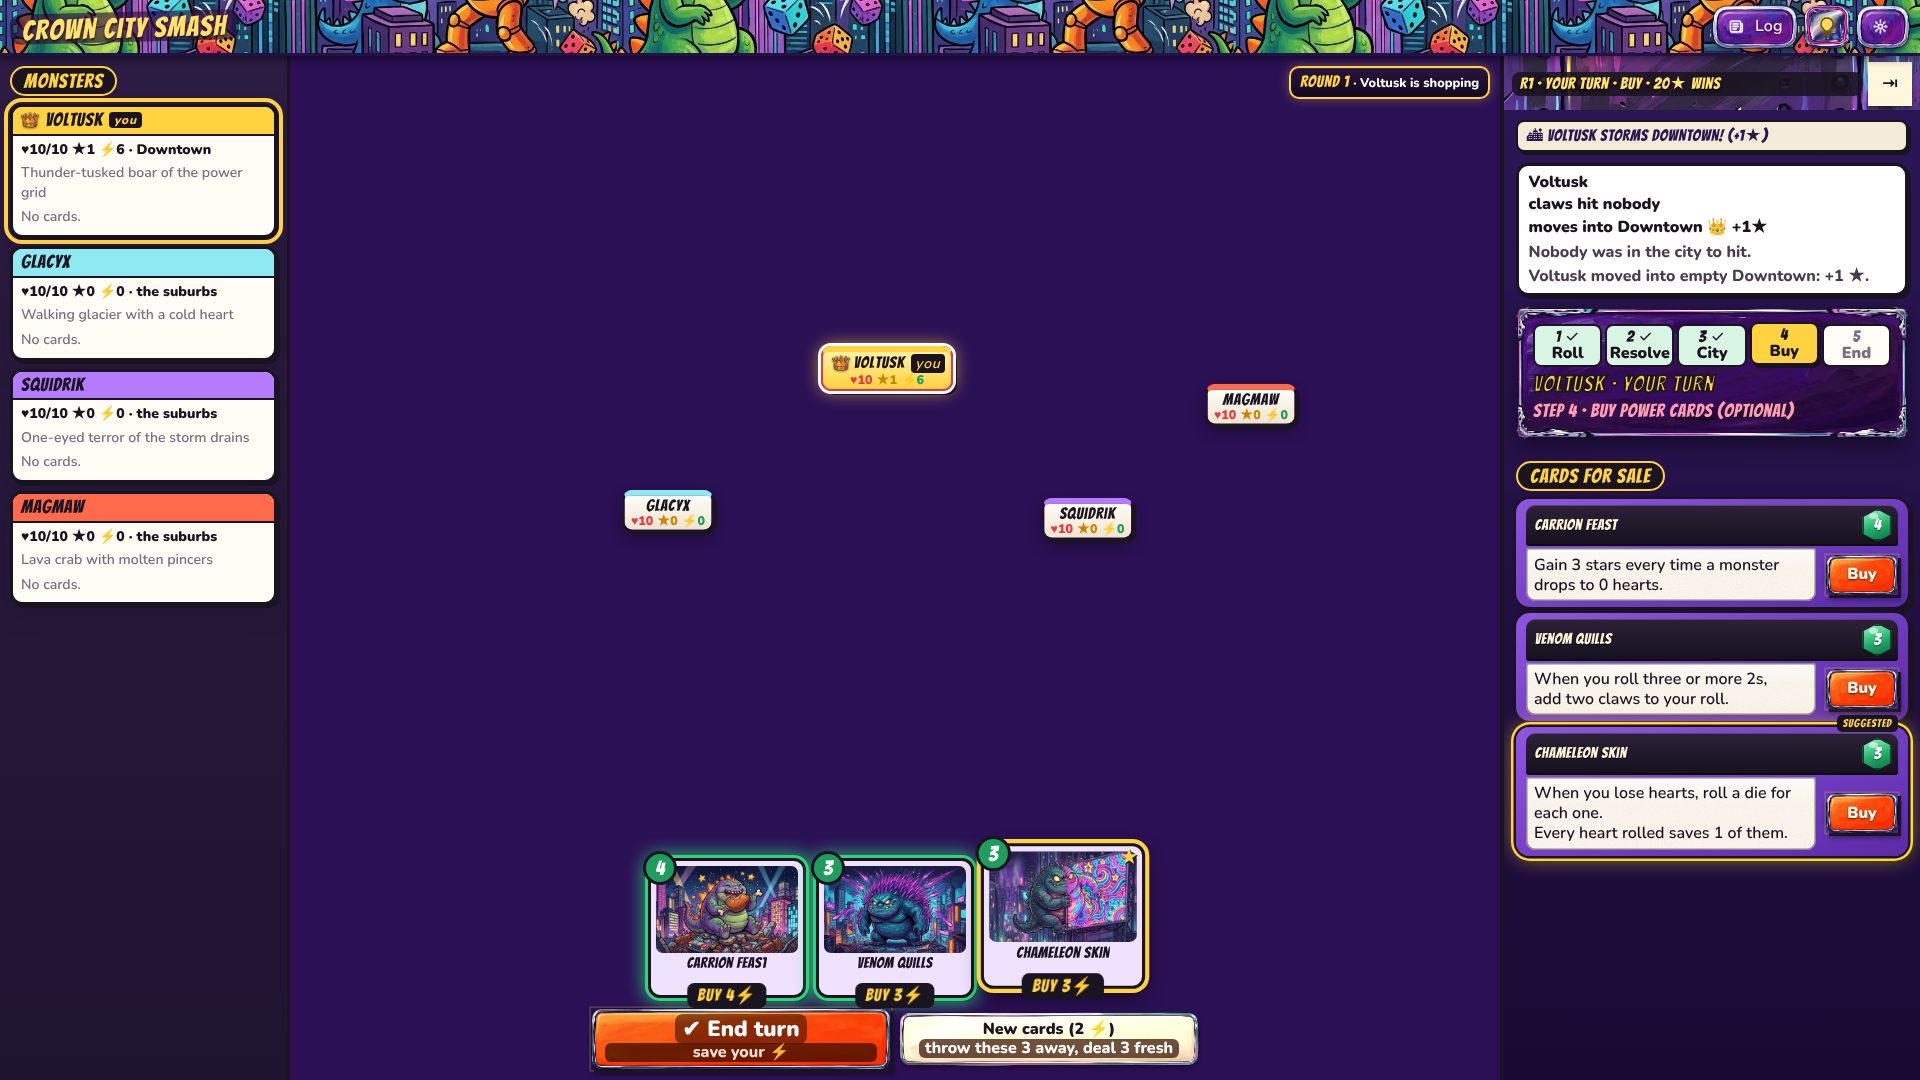 CROWN CITY SMASH
Log
MONSTERS
VOLTUSK you
♥10/10 ★1 ⚡6 · Downtown
Thunder-tusked boar of the power
grid
No cards.
GLACYX
♥10/10 ★0 ⚡0 · the suburbs
Walking glacier with a cold heart
No cards.
SQUIDRIK
♥10/10 ★0 ⚡0 · the suburbs
One-eyed terror of the storm drains
No cards.
MAGMAW
♥10/10 ★0 ⚡0 · the suburbs
Lava crab with molten pincers
No cards.
ROUND 1 · Voltusk is shopping
VOLTUSK you
♥10 ★1 ⚡6
MAGMAW
♥10 ★0 ⚡0
GLACYX
♥10 ★0 ⚡0
SQUIDRIK
♥10 ★0 ⚡0
4
CARRION FEAST
BUY 4⚡
3
VENOM QUILLS
BUY 3⚡
3
CHAMELEON SKIN
BUY 3⚡
✔ End turn
save your ⚡
New cards (2 ⚡)
throw these 3 away, deal 3 fresh
R1 · YOUR TURN · BUY · 20★ WINS
VOLTUSK STORMS DOWNTOWN! (+1★)
Voltusk
claws hit nobody
moves into Downtown 👑 +1★
Nobody was in the city to hit.
Voltusk moved into empty Downtown: +1 ★.
1 ✓ Roll
2 ✓ Resolve
3 ✓ City
4 Buy
5 End
VOLTUSK · YOUR TURN
STEP 4 · BUY POWER CARDS (OPTIONAL)
CARDS FOR SALE
CARRION FEAST 4
Gain 3 stars every time a monster
drops to 0 hearts.
Buy
VENOM QUILLS 3
When you roll three or more 2s,
add two claws to your roll.
Buy
SUGGESTED
CHAMELEON SKIN 3
When you lose hearts, roll a die for
each one.
Every heart rolled saves 1 of them.
Buy